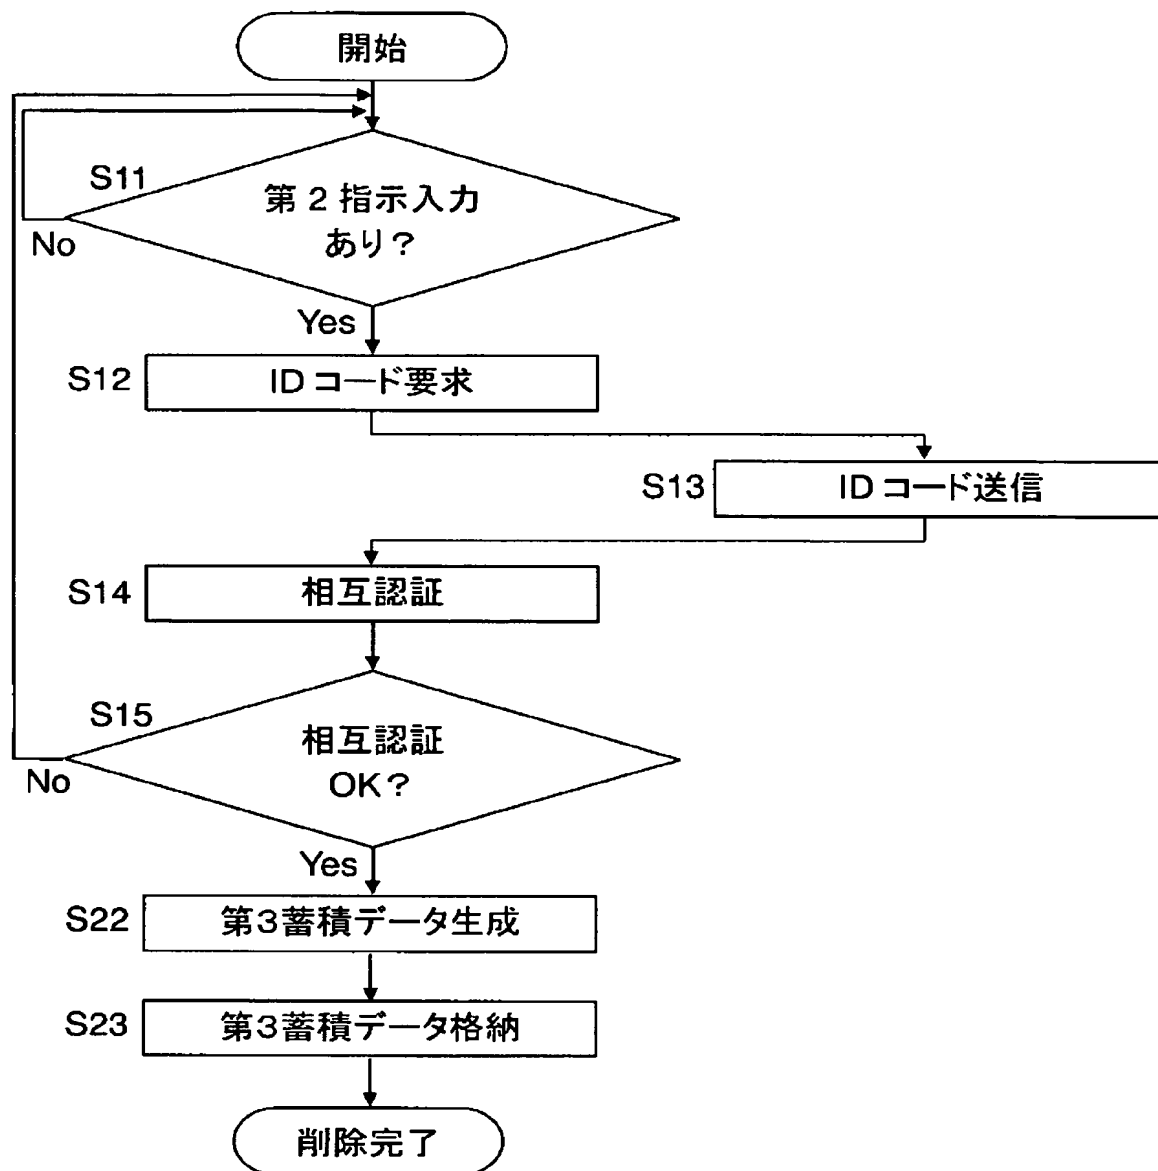 開始
S11
第2指示入力
あり?
No
Yes
S12
IDコード要求
S13
IDコード送信
S14
相互認証
S15
相互認証
OK?
No
Yes
S22
第3蓄積データ生成
S23
第3蓄積データ格納
削除完了